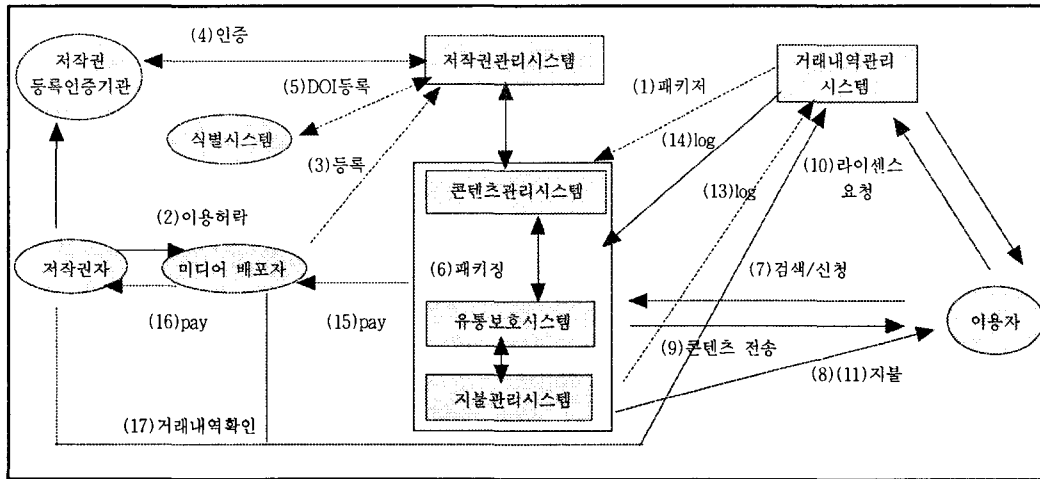 (4)인증
저작권
등록인증기관
저작권관리시스템
거래내역관리
시스템
(5)DOI등록
(1)패키저
식별시스템
(3)등록
(14)log
(10)라이센스
요청
(13)log
콘텐츠관리시스템
(2)이용허락
저작권자
미디어 배포자
(6)패키징
(7)검색/신청
유통보호시스템
이용자
(16)pay
(15)pay
(9)콘텐츠 전송
(8)(11)지불
지불관리시스템
(17)거래내역확인